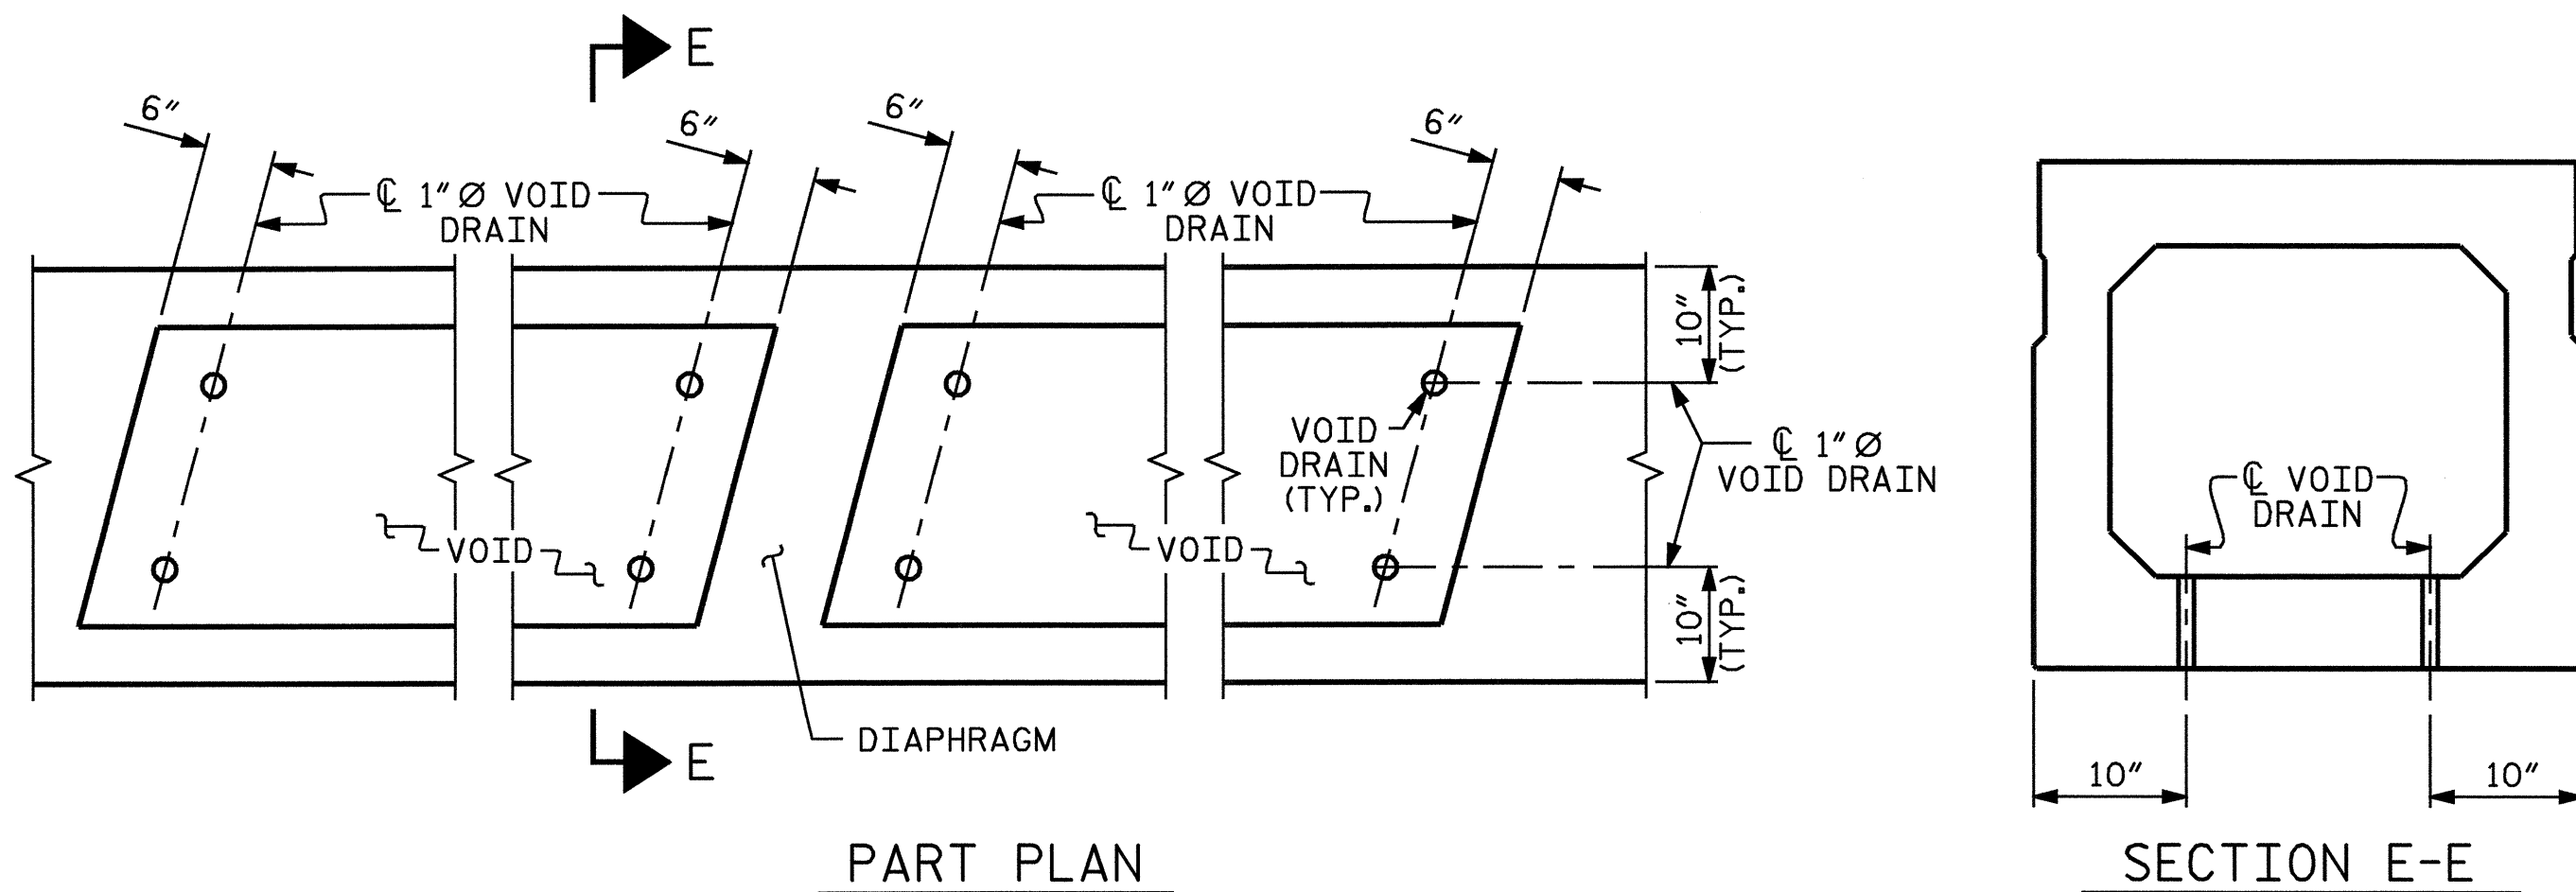 E
6"
6"
6"
6"
℄ 1" Ø VOID
DRAIN
℄ 1" Ø VOID
DRAIN
10"
(TYP.)
VOID
DRAIN
(TYP.)
℄ 1" Ø
VOID DRAIN
VOID
VOID
10"
(TYP.)
DIAPHRAGM
E
PART PLAN
℄ VOID
DRAIN
10"
10"
SECTION E-E